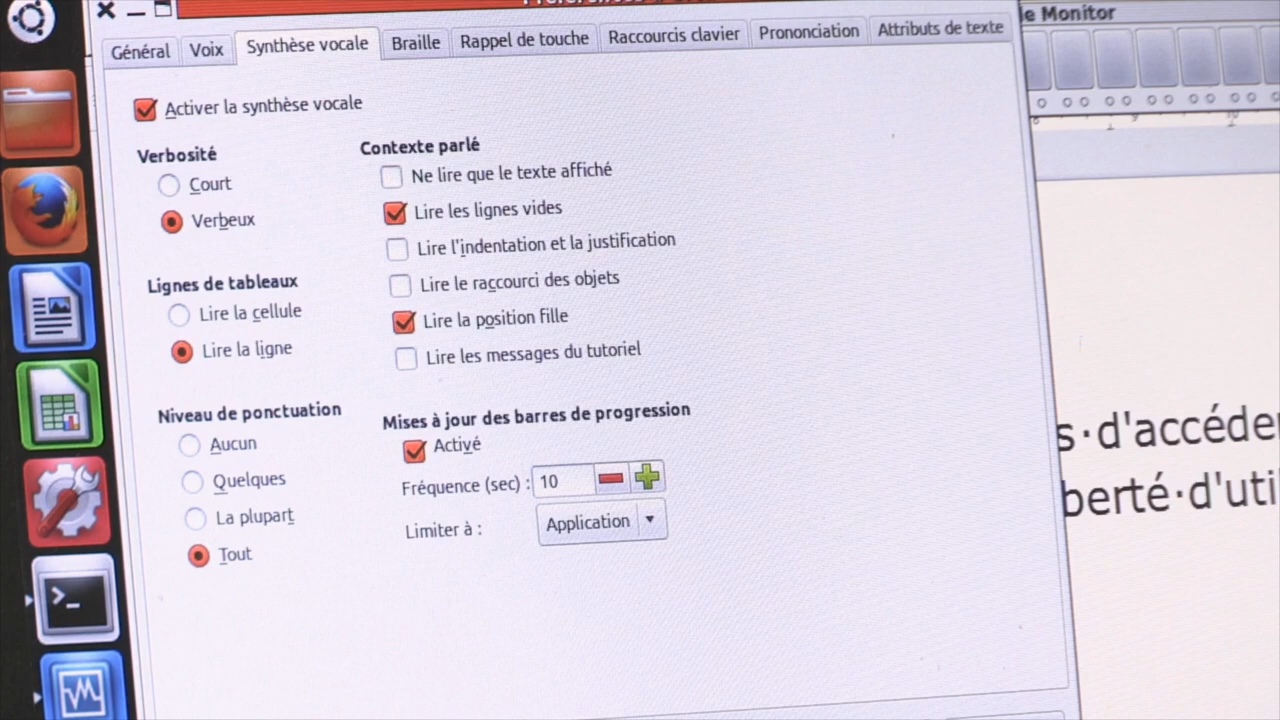 le Monitor
Général Voix Synthèse vocale Braille Rappel de touche Raccourcis clavier Prononciation Attributs de texte
Activer la synthèse vocale
Verbosité
Court
Verbeux
Lignes de tableaux
Lire la cellule
Lire la ligne
Niveau de ponctuation
Aucun
Quelques
La plupart
Tout
Contexte parlé
Ne lire que le texte affiché
Lire les lignes vides
Lire l'indentation et la justification
Lire le raccourci des objets
Lire la position fille
Lire les messages du tutoriel
Mises à jour des barres de progression
Activé
Fréquence (sec) : 10
Limiter à : Application
s·d'accéde
berté·d'uti